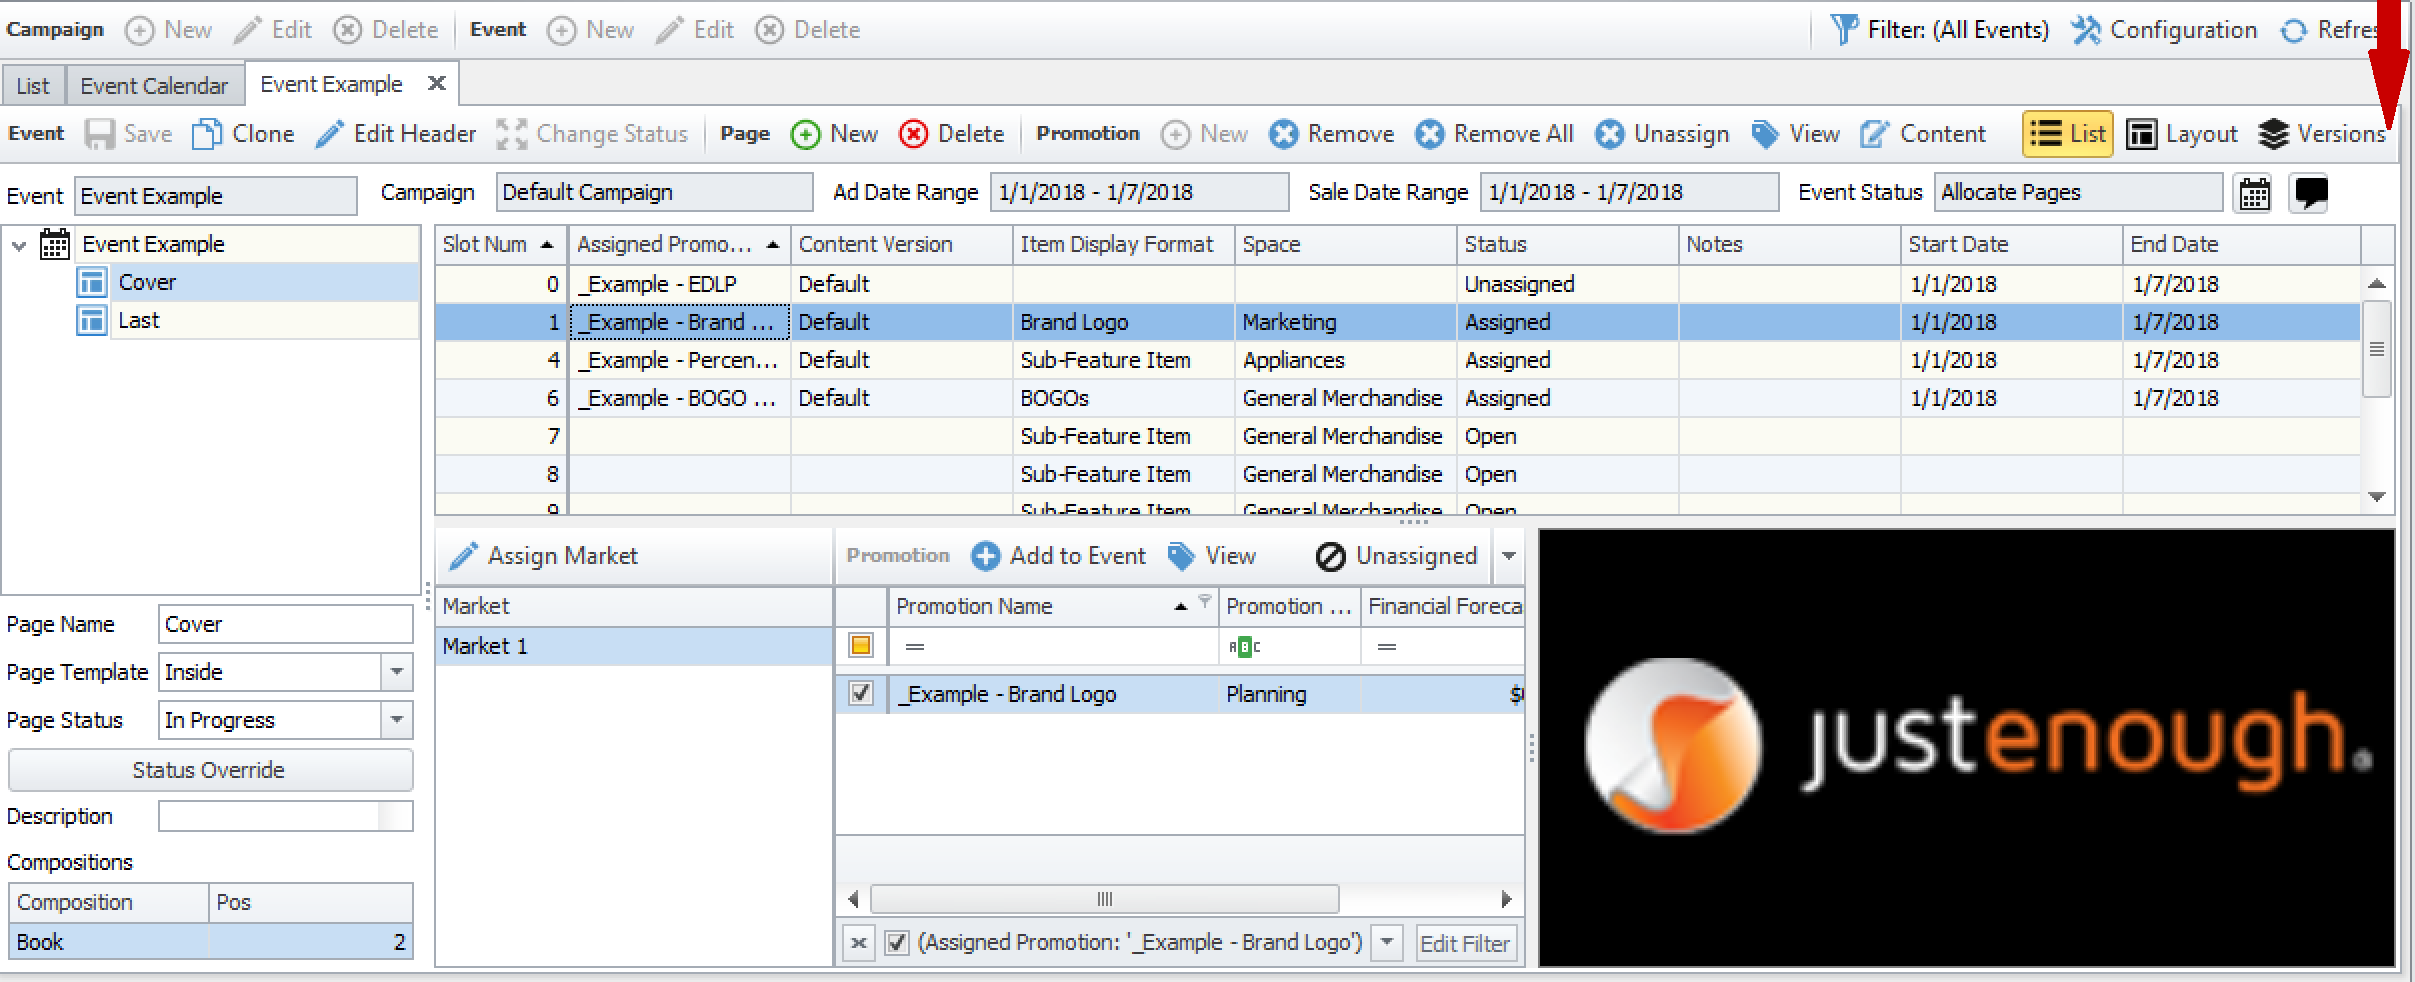 Campaign New Edit Delete Event New Edit Delete Filter: (All Events) Configuration
List Event Calendar Event Example
Event Save Clone Edit Header Change Status Page New Delete Promotion New Remove Remove All Unassign View Content List Layout Versions
Event Event Example Campaign Default Campaign Ad Date Range 1/1/2018 - 1/7/2018 Sale Date Range 1/1/2018 - 1/7/2018 Event Status Allocate Pages
Event Example
Cover
Last
Slot Num Assigned Promo... Content Version Item Display Format Space Status Notes Start Date End Date
0 _Example - EDLP Default Unassigned 1/1/2018 1/7/2018
1 _Example - Brand ... Default Brand Logo Marketing Assigned 1/1/2018 1/7/2018
4 _Example - Percen... Default Sub-Feature Item Appliances Assigned 1/1/2018 1/7/2018
6 _Example - BOGO ... Default BOGOs General Merchandise Assigned 1/1/2018 1/7/2018
7 Sub-Feature Item General Merchandise Open
8 Sub-Feature Item General Merchandise Open
9 Sub-Feature Item General Merchandise Open
Page Name Cover
Page Template Inside
Page Status In Progress
Status Override
Description
Compositions
Composition Pos
Book 2
Assign Market
Market
Market 1
Promotion Add to Event View Unassigned
Promotion Name Promotion ... Financial
= ABC =
_Example - Brand Logo Planning
(Assigned Promotion: '_Example - Brand Logo') Edit Filter
justenough.